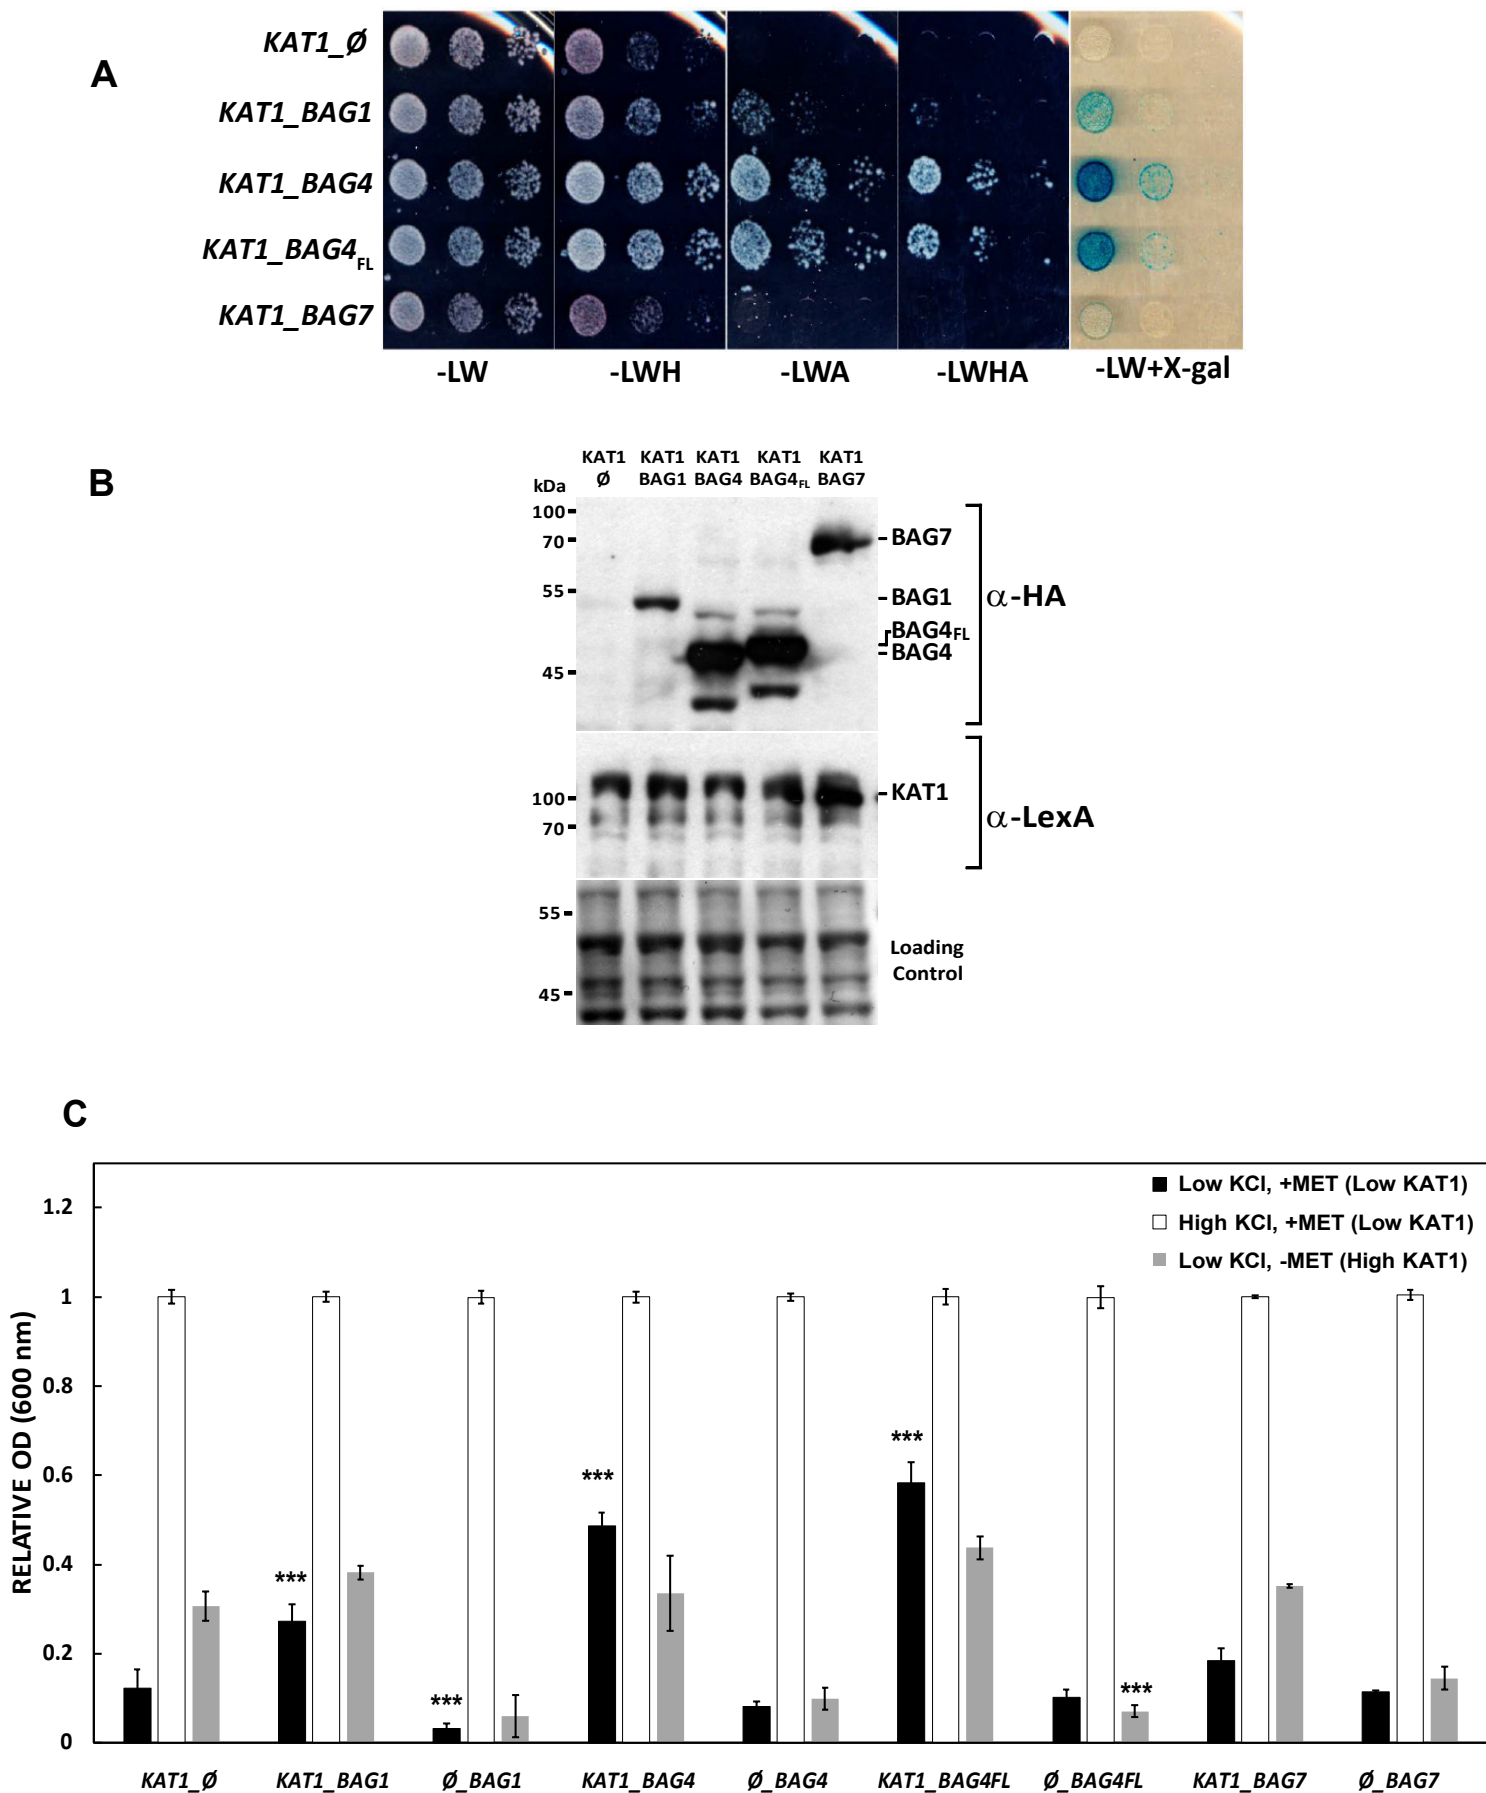 A
KAT1_Ø
KAT1_BAG1
KAT1_BAG4
KAT1_BAG4FL
KAT1_BAG7
-LW -LWH -LWA -LWHA -LW+X-gal
B
KAT1 KAT1 KAT1 KAT1 KAT1
Ø BAG1 BAG4 BAG4FL BAG7
kDa
100
70
55
45
BAG7
BAG1
BAG4FL
BAG4
α-HA
100
70
KAT1
α-LexA
55
45
Loading
Control
C
Low KCl, +MET (Low KAT1)
High KCl, +MET (Low KAT1)
Low KCl, -MET (High KAT1)
RELATIVE OD (600 nm)
1.2
1
0.8
0.6
0.4
0.2
0
***
***
***
***
***
KAT1_Ø KAT1_BAG1 Ø_BAG1 KAT1_BAG4 Ø_BAG4 KAT1_BAG4FL Ø_BAG4FL KAT1_BAG7 Ø_BAG7